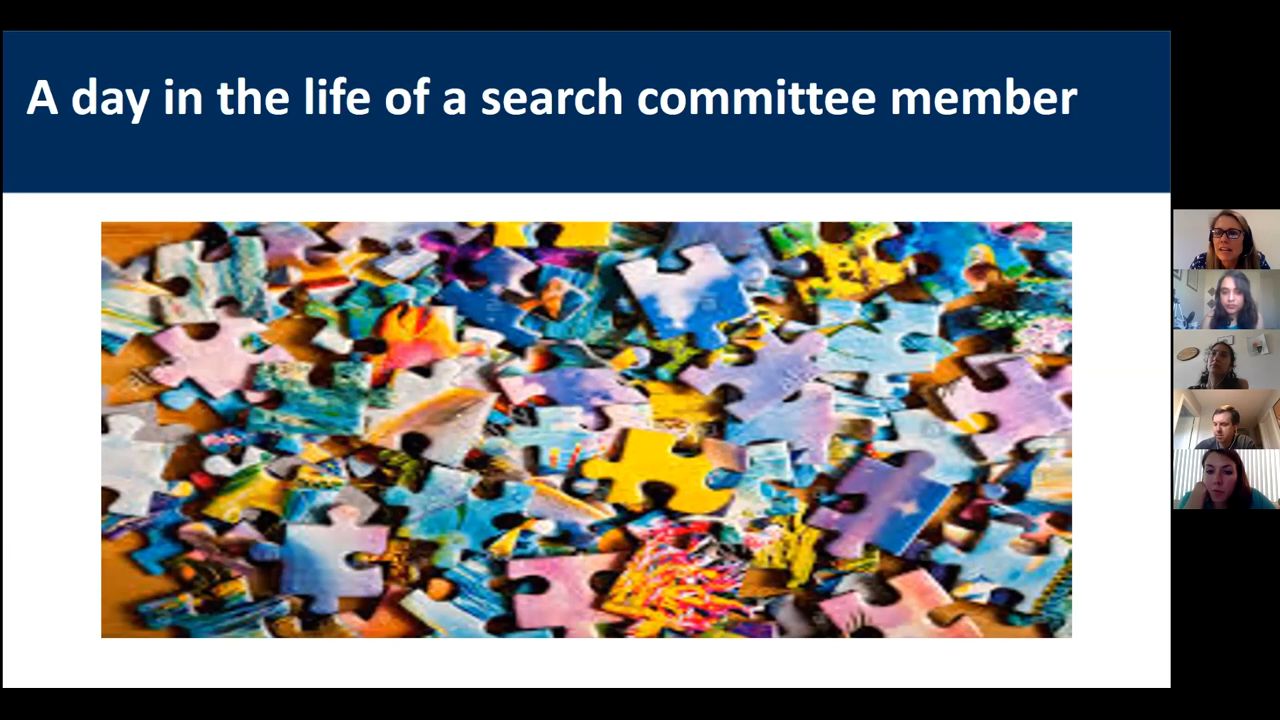 A day in the life of a search committee member